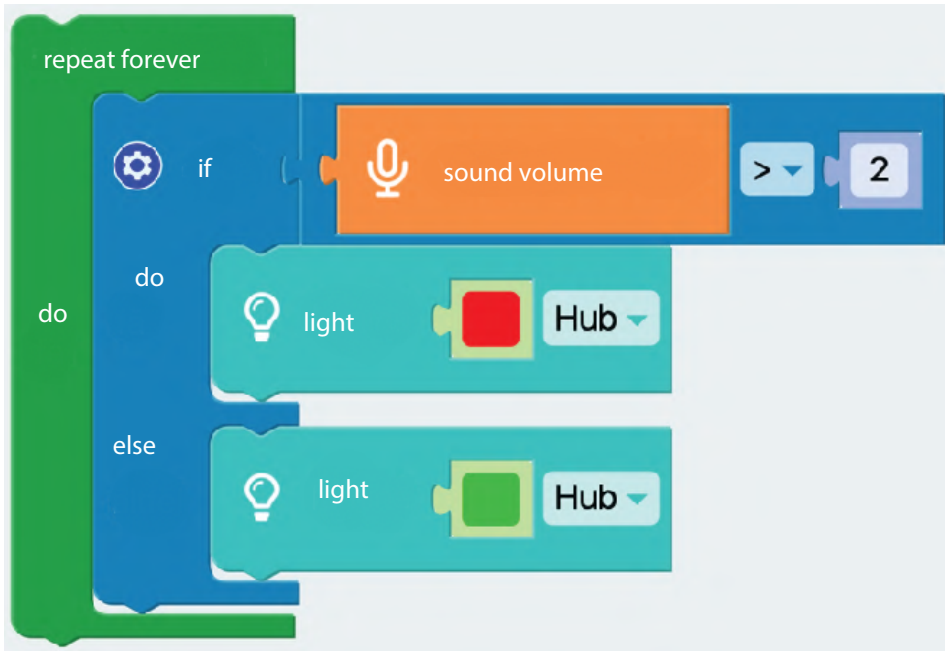 repeat forever
if sound volume > 2
do
do
light Hub
else
light Hub